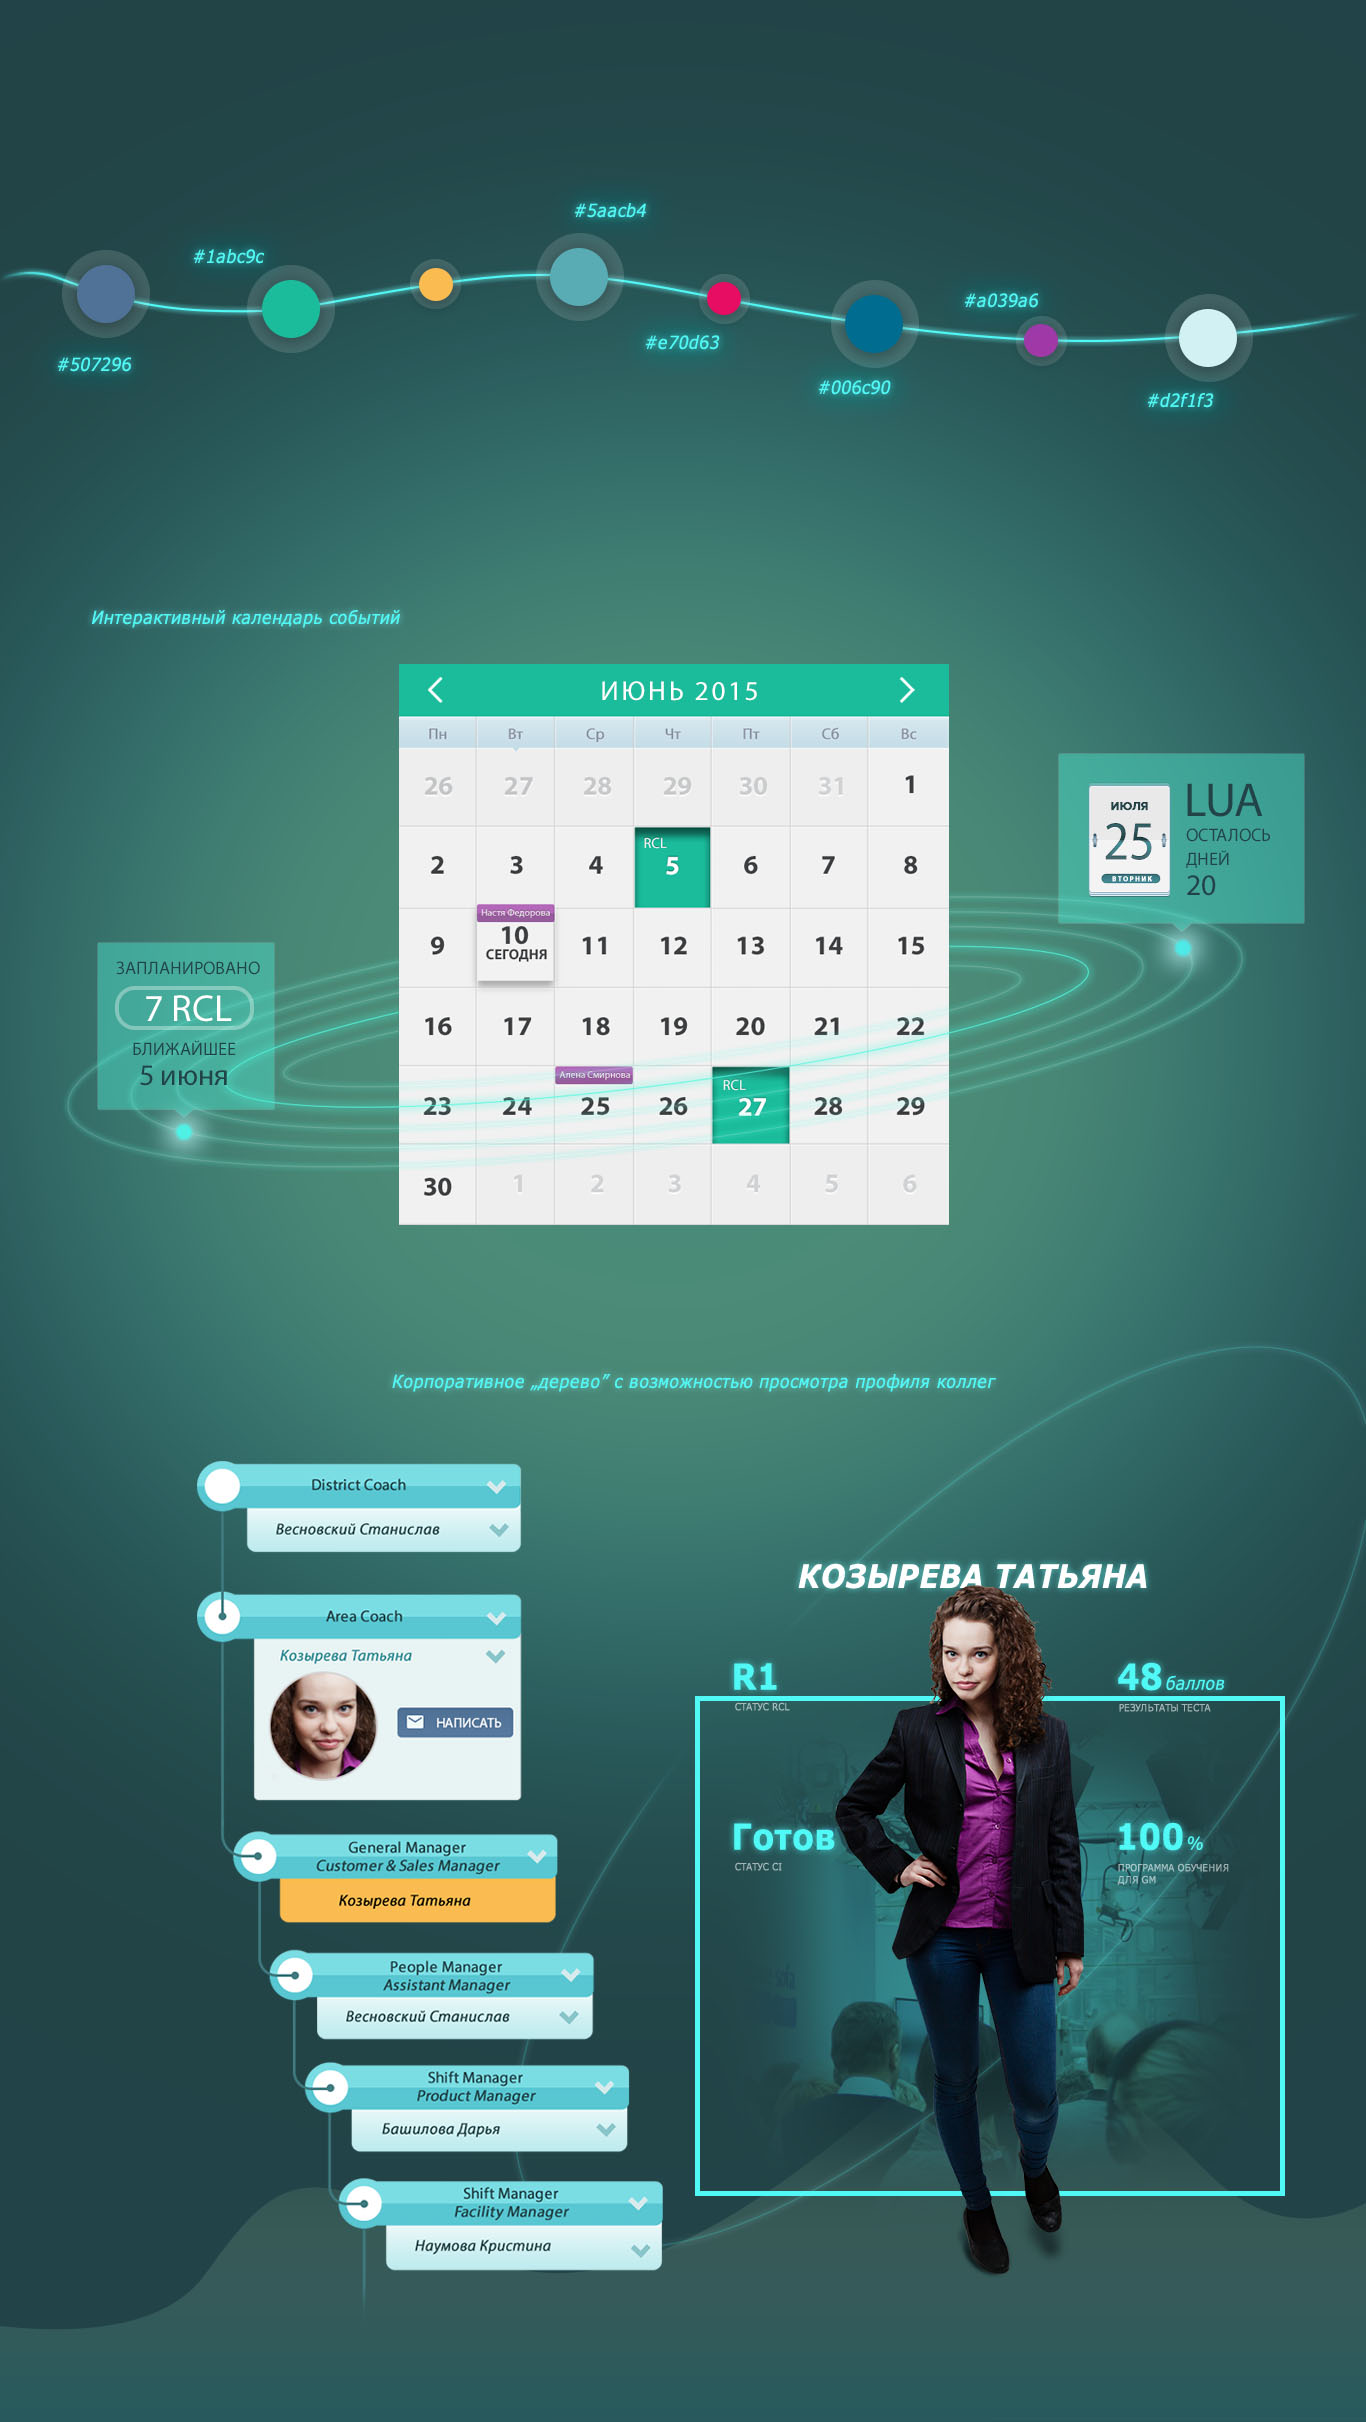 #5aacb4
#1abc9c
#a039a6
#e70d63
#507296
#006c90
#d2f1f3
Интерактивный календарь событий
ИЮНЬ 2015
Пн Вт Ср Чт Пт Сб Вс
26 27 28 29 30 31 1
RCL
2 3 4 5 6 7 8
Настя Федорова
9 10 11 12 13 14 15
СЕГОДНЯ
16 17 18 19 20 21 22
Алена Смирнова
RCL
23 24 25 26 27 28 29
30 1 2 3 4 5 6
ИЮЛЯ
25
ВТОРНИК
LUA
ОСТАЛОСЬ
ДНЕЙ
20
ЗАПЛАНИРОВАНО
7 RCL
БЛИЖАЙШЕЕ
5 июня
Корпоративное „дерево” с возможностью просмотра профиля коллег
District Coach
Весновский Станислав
Area Coach
Козырева Татьяна
НАПИСАТЬ
General Manager
Customer & Sales Manager
Козырева Татьяна
People Manager
Assistant Manager
Весновский Станислав
Shift Manager
Product Manager
Башилова Дарья
Shift Manager
Facility Manager
Наумова Кристина
КОЗЫРЕВА ТАТЬЯНА
R1
СТАТУС RCL
48 баллов
РЕЗУЛЬТАТЫ ТЕСТА
Готов
СТАТУС CI
100 %
ПРОГРАММА ОБУЧЕНИЯ
ДЛЯ GM